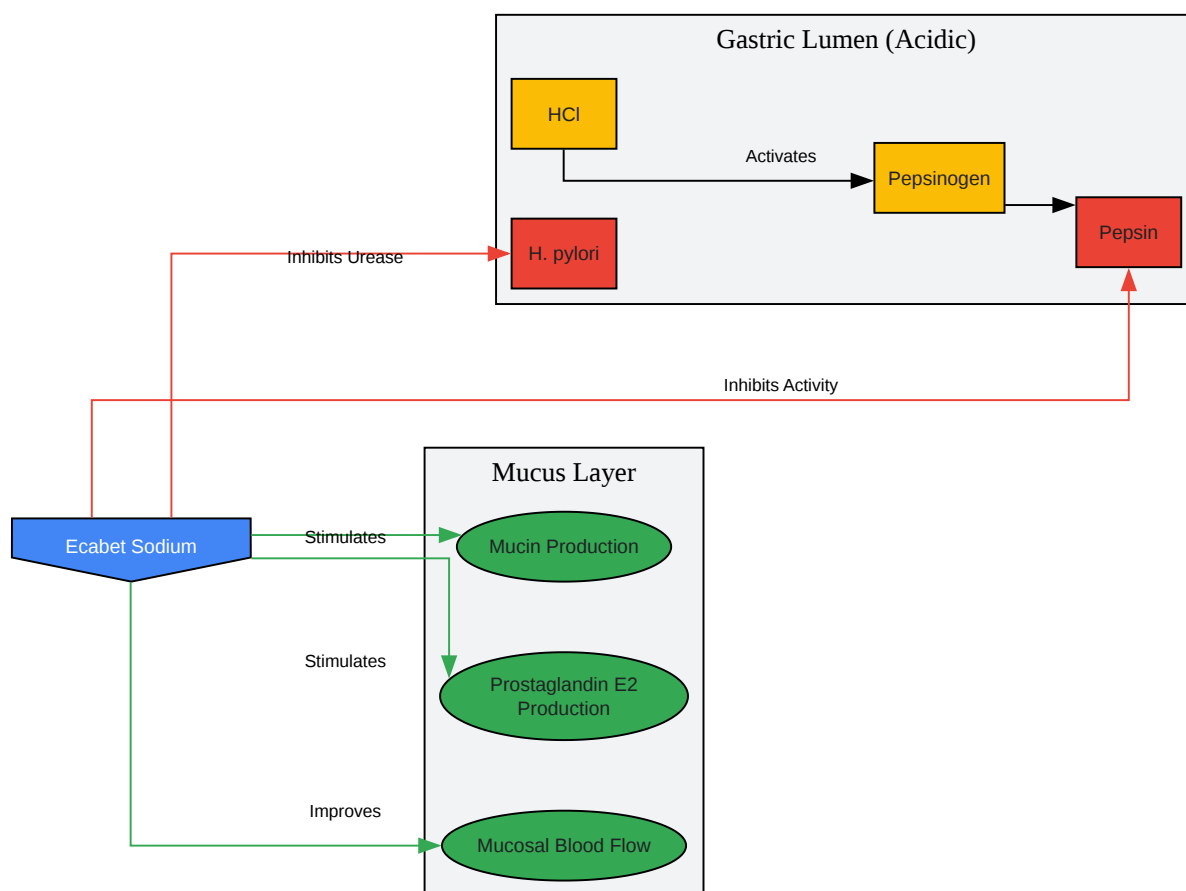 Gastric Lumen (Acidic)
HCl
Activates
Pepsinogen
Pepsin
H. pylori
Inhibits Urease
Inhibits Activity
Mucus Layer
Ecabet Sodium
Stimulates
Mucin Production
Stimulates
Prostaglandin E2
Production
Improves
Mucosal Blood Flow